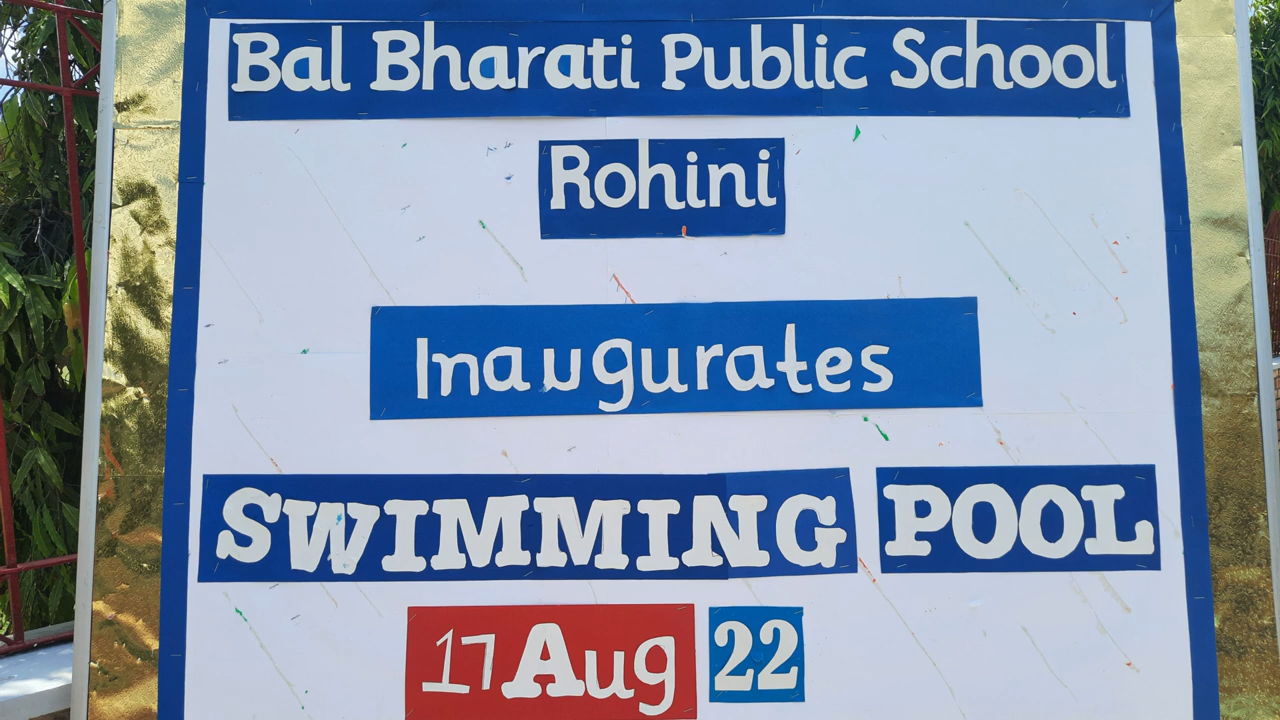 Bal Bharati Public School
Rohini
Inaugurates
SWIMMING POOL
17 Aug 22